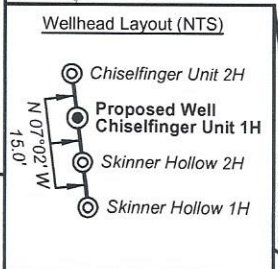 Wellhead Layout (NTS)
Chiselfinger Unit 2H
Proposed Well
Chiselfinger Unit 1H
N 07°02' W
15.0'
Skinner Hollow 2H
Skinner Hollow 1H